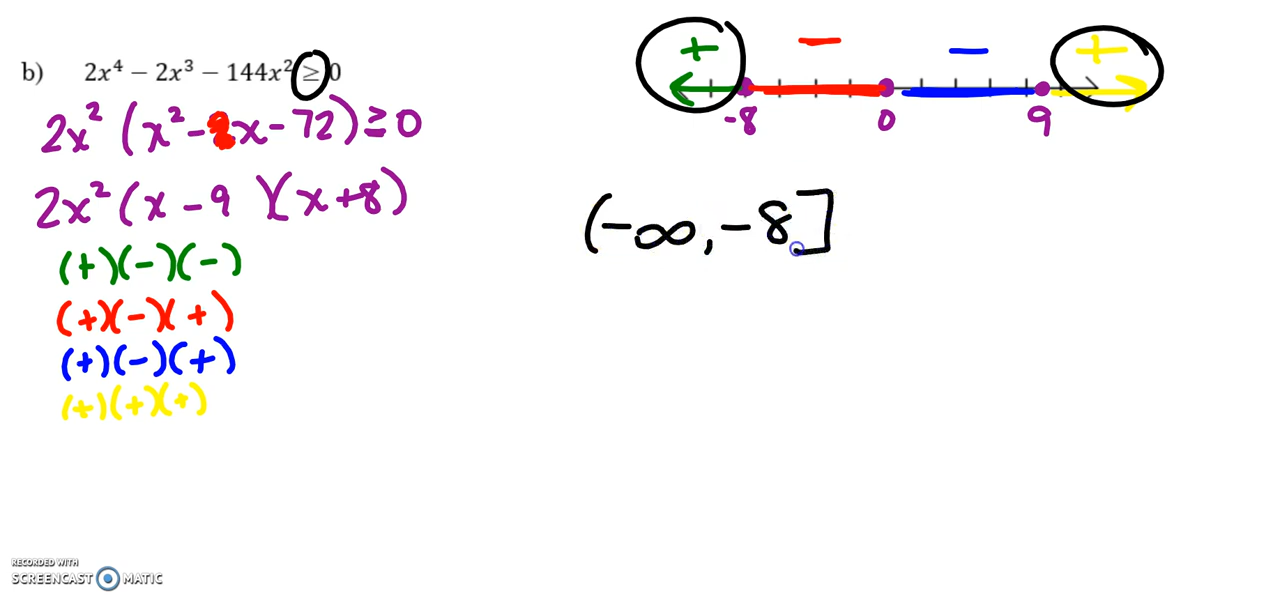 b) 2x⁴ − 2x³ − 144x² ≥ 0
2x² (x² - x - 72) ≥ 0
2x² (x - 9 )(x + 8)
(+)(-)(-)
(+)(-)(+)
(+)(-)(+)
(+)(+)(+)
+ − − +
-8 0 9
(-∞, -8]
RECORDED WITH
SCREENCAST MATIC